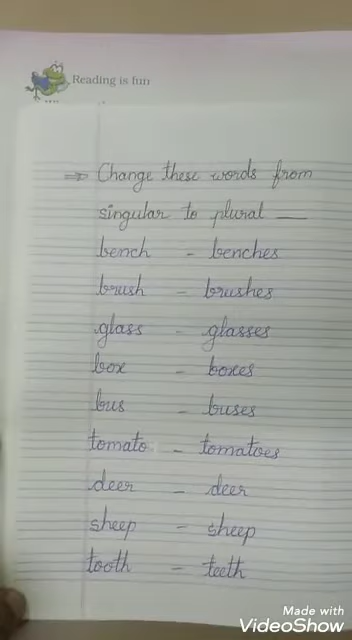 Reading is fun
⇒ Change these words from
singular to plural —
bench - benches
brush - brushes
glass - glasses
box - boxes
bus - buses
tomato - tomatoes
deer - deer
sheep - sheep
tooth - teeth
Made with
VideoShow